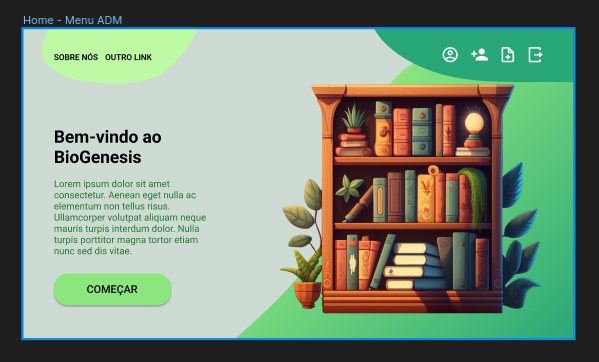 Home - Menu ADM
SOBRE NÓS OUTRO LINK
Bem-vindo ao
BioGenesis
Lorem ipsum dolor sit amet
consectetur. Aenean eget nulla ac
elementum non tellus risus.
Ullamcorper volutpat aliquam neque
mauris turpis interdum dolor. Nulla
turpis porttitor magna tortor etiam
nunc sed dis vitae.
COMEÇAR